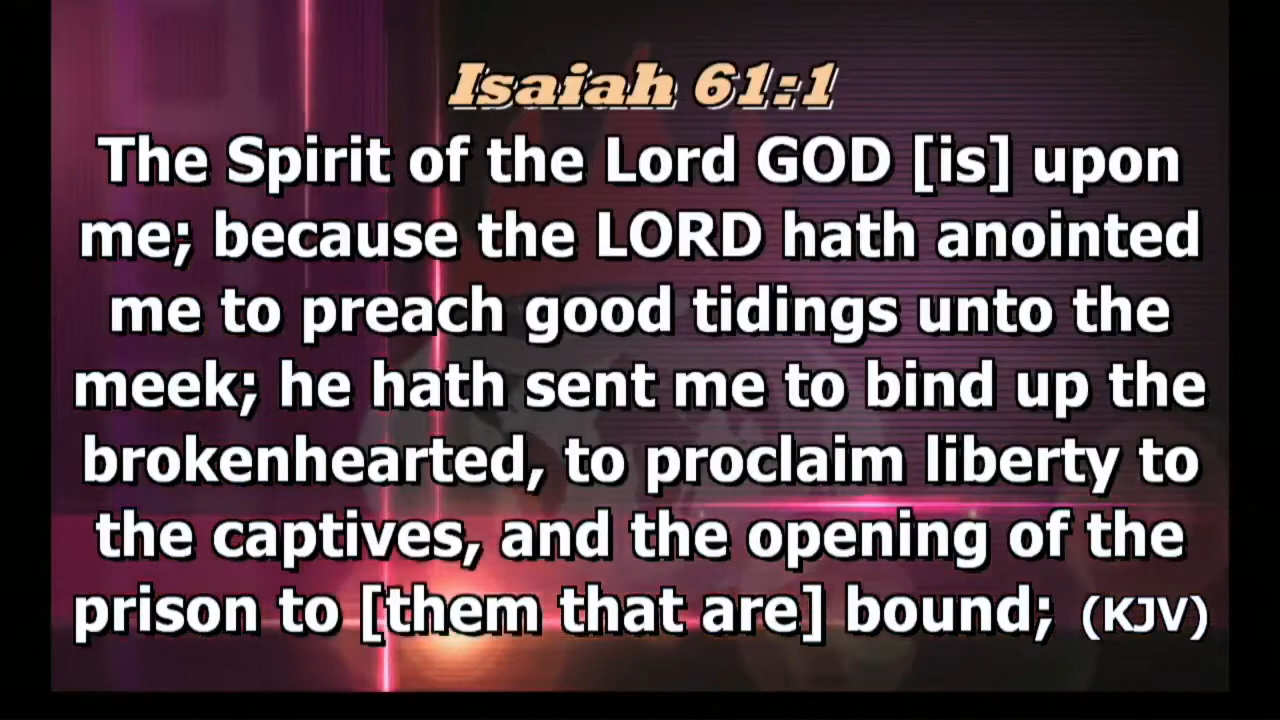 Isaiah 61:1
The Spirit of the Lord GOD [is] upon
me; because the LORD hath anointed
me to preach good tidings unto the
meek; he hath sent me to bind up the
brokenhearted, to proclaim liberty to
the captives, and the opening of the
prison to [them that are] bound; (KJV)